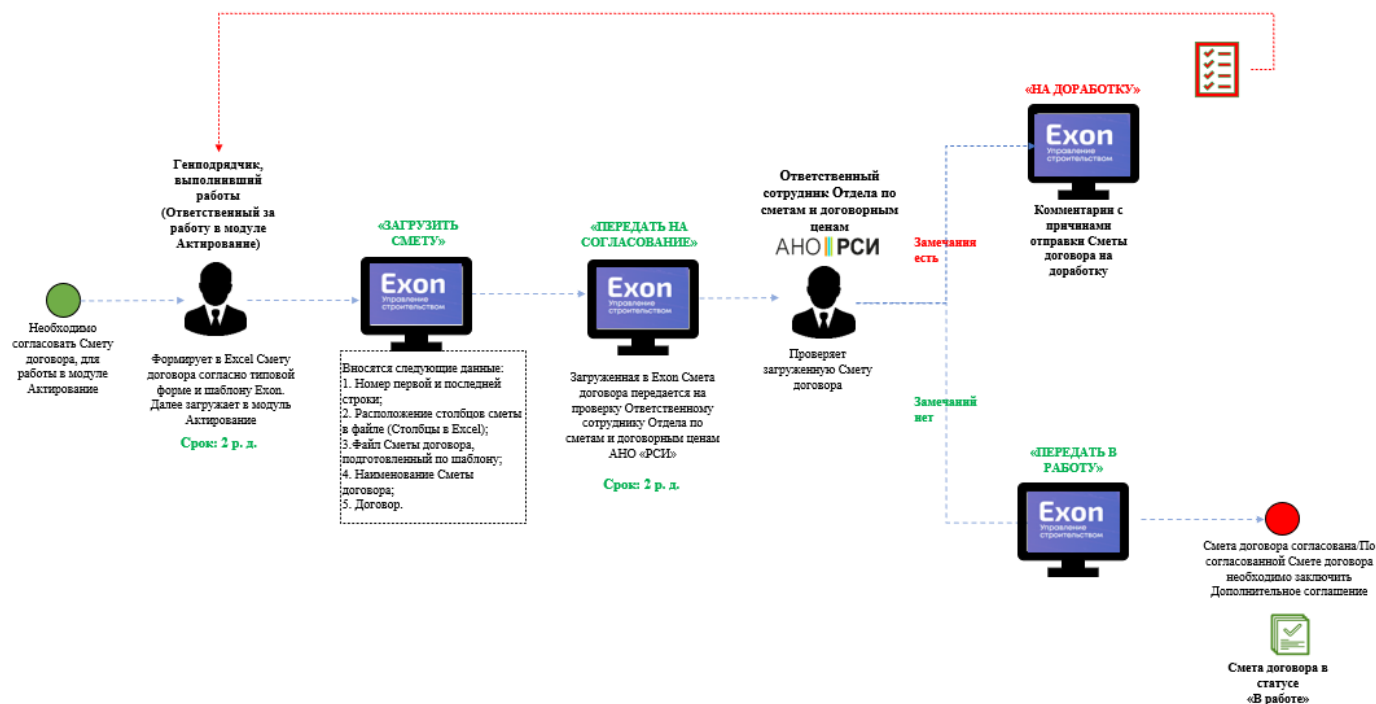 «НА ДОРАБОТКУ»
Exon
Управление
строительством
Комментарии с
причинами
отправки Сметы
договора на
доработку
Генподрядчик,
выполнивший
работы
(Ответственный за
работу в модуле
Актирование)
Ответственный
сотрудник Отдела по
сметам и договорным
ценам
АНО РСИ
«ЗАГРУЗИТЬ
СМЕТУ»
«ПЕРЕДАТЬ НА
СОГЛАСОВАНИЕ»
Замечания
есть
Exon
Управление
строительством
Exon
Управление
строительством
Необходимо
согласовать Смету
договора, для
работы в модуле
Актирование
Формирует в Excel Смету
договора согласно типовой
форме и шаблону Exon.
Далее загружает в модуль
Актирование
Срок: 2 р. д.
Вносятся следующие данные:
1. Номер первой и последней
строки;
2. Расположение столбцов сметы
в файле (Столбцы в Excel);
3.Файл Сметы договора,
подготовленный по шаблону;
4. Наименование Сметы
договора;
5. Договор.
Загруженная в Exon Смета
договора передается на
проверку Ответственному
сотруднику Отдела по
сметам и договорным ценам
АНО «РСИ»
Срок: 2 р. д.
Проверяет
загруженную Смету
договора
Замечаний
нет
«ПЕРЕДАТЬ В
РАБОТУ»
Exon
Управление
строительством
Смета договора согласована/По
согласованной Смете договора
необходимо заключить
Дополнительное соглашение
Смета договора в
статусе
«В работе»